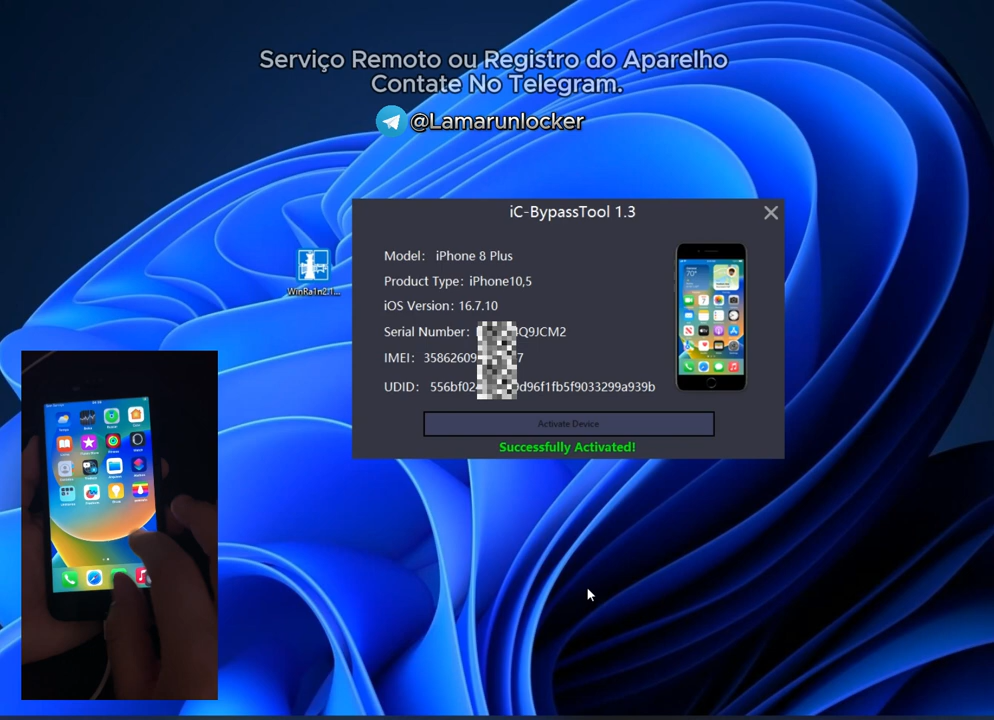 Serviço Remoto ou Registro do Aparelho
Contate No Telegram.
@Lamarunlocker
iC-BypassTool 1.3
Model: iPhone 8 Plus
Product Type: iPhone10,5
iOS Version: 16.7.10
Serial Number: Q9JCM2
IMEI: 35862609 7
UDID: 556bf02 d96f1fb5f9033299a939b
Activate Device
Successfully Activated!
WinRa1n2.1...